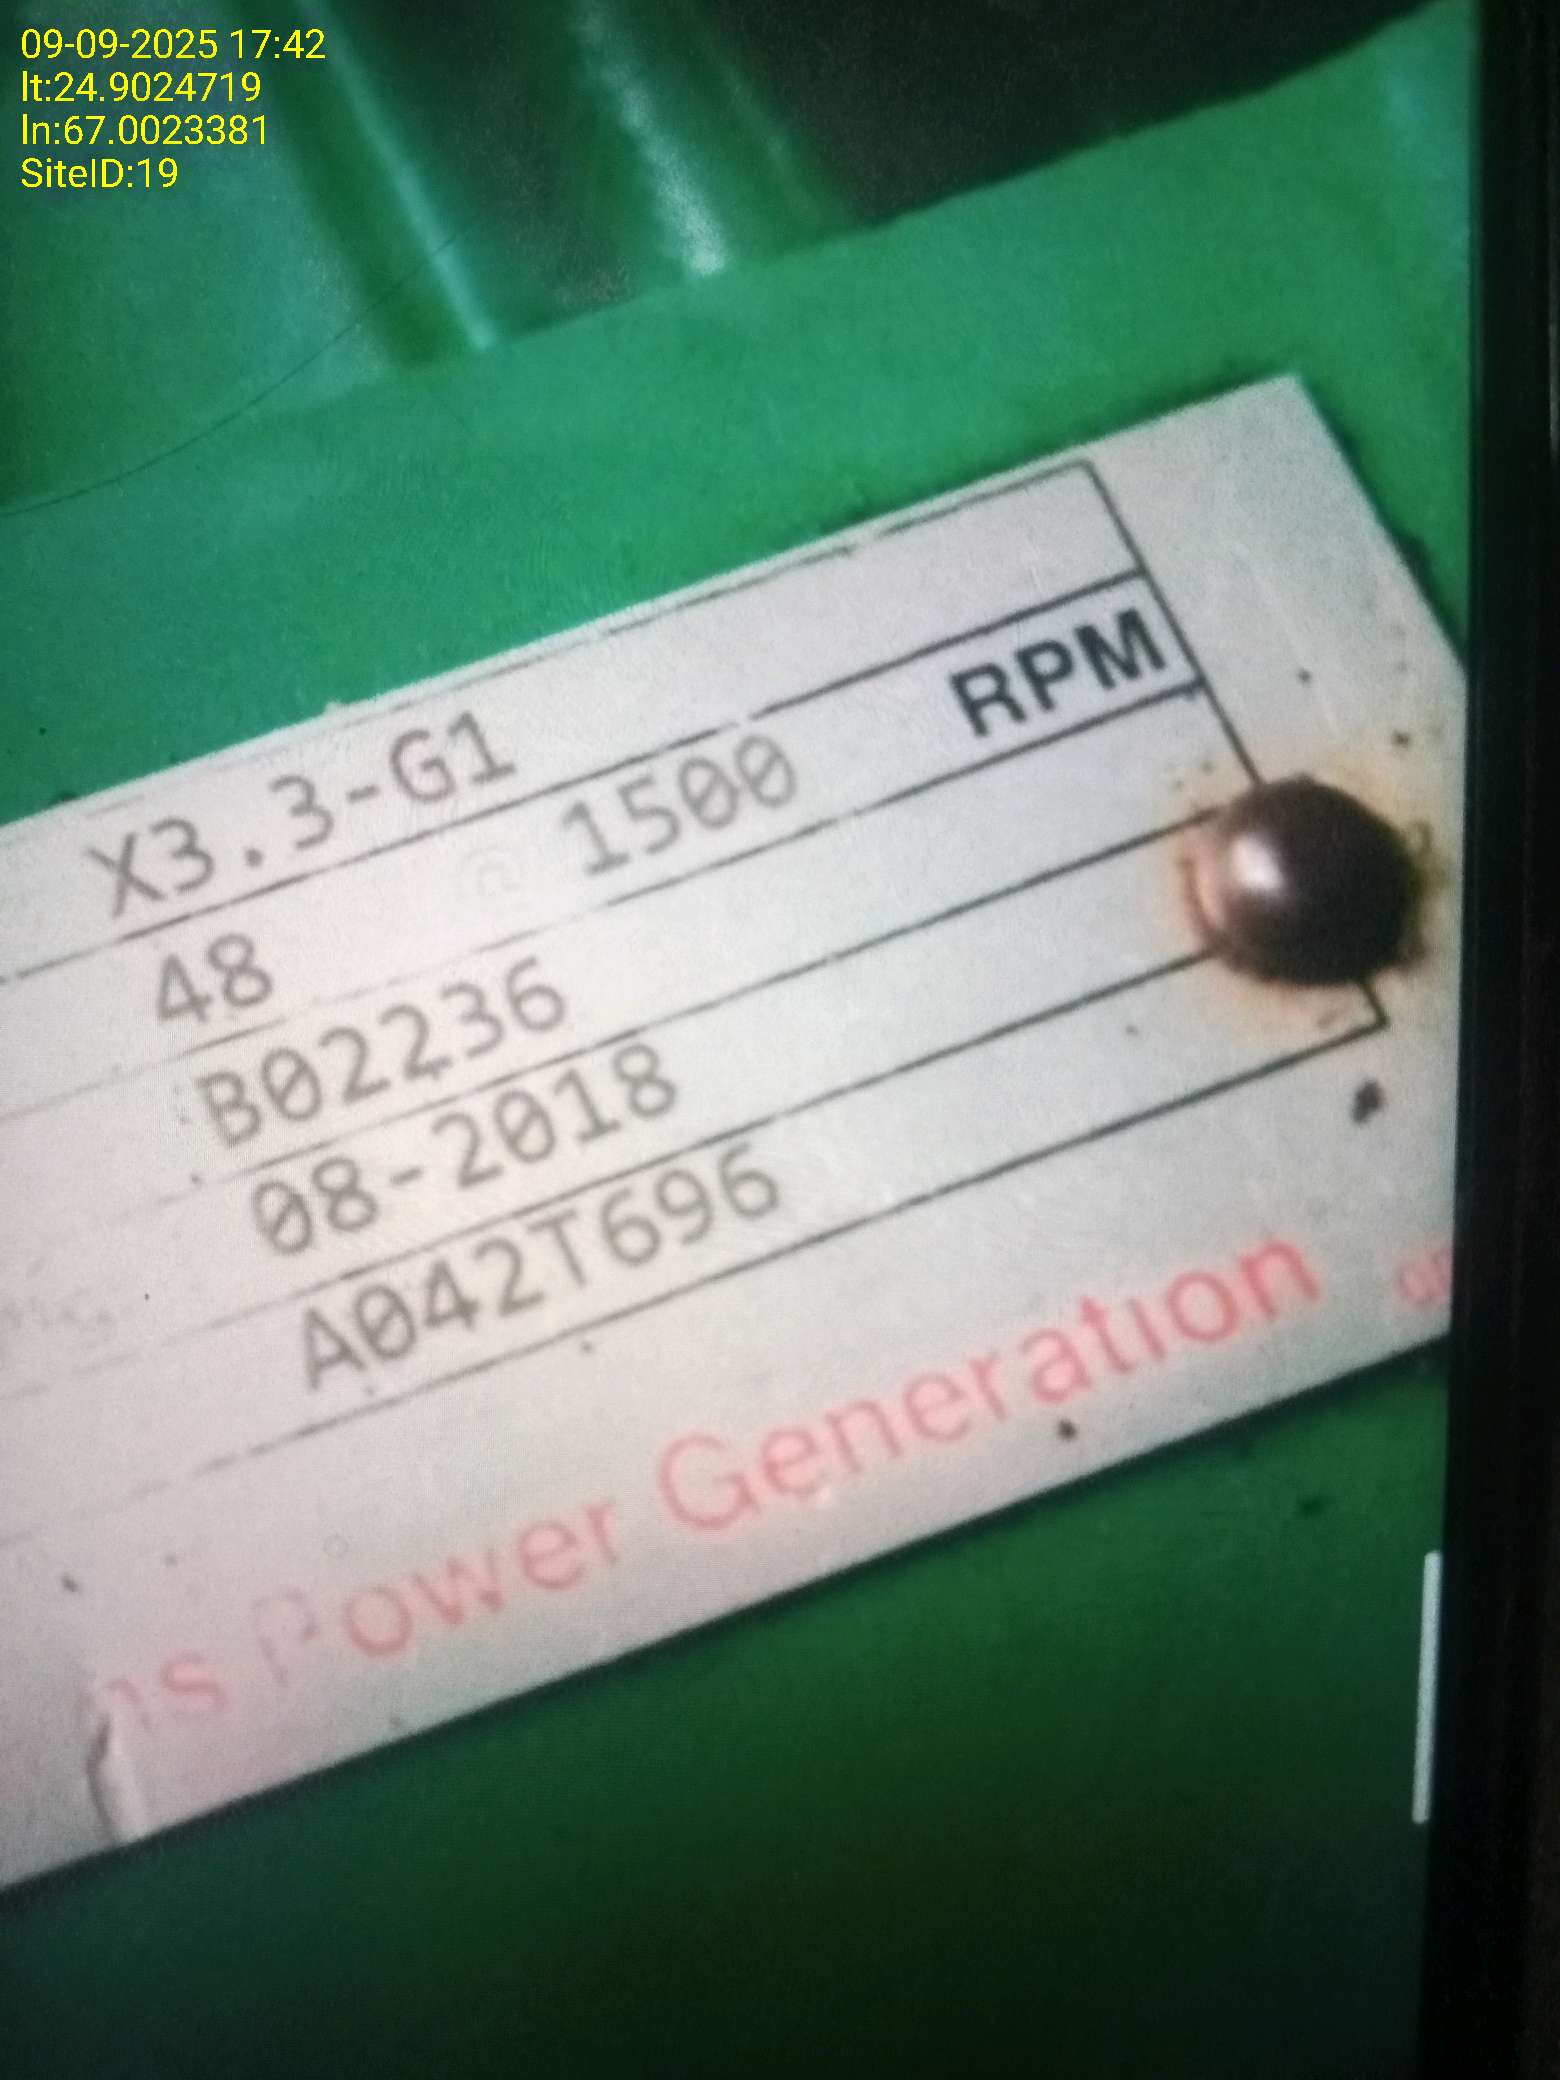 09-09-2025 17:42
lt:24.9024719
ln:67.0023381
SiteID:19
X3.3-G1
48 @ 1500 RPM
B02236
08-2018
A042T696
ns Power Generation